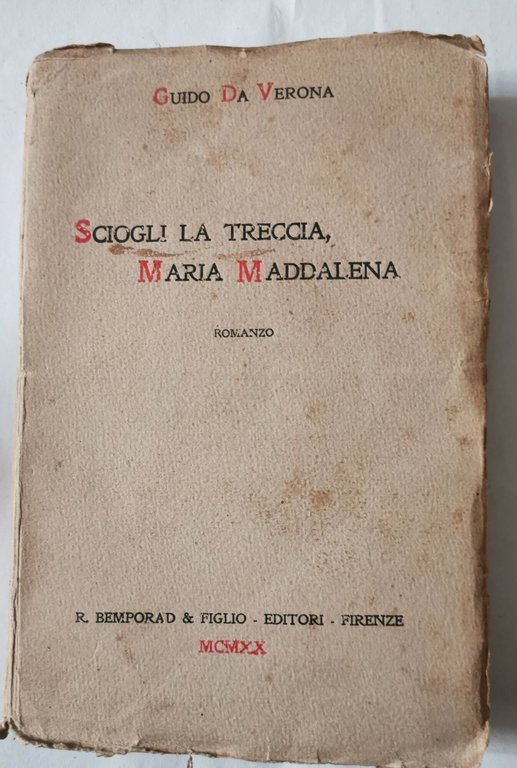 GUIDO DA VERONA
SCIOGLI LA TRECCIA,
MARIA MADDALENA
ROMANZO
R. BEMPORAD & FIGLIO - EDITORI - FIRENZE
MCMXX